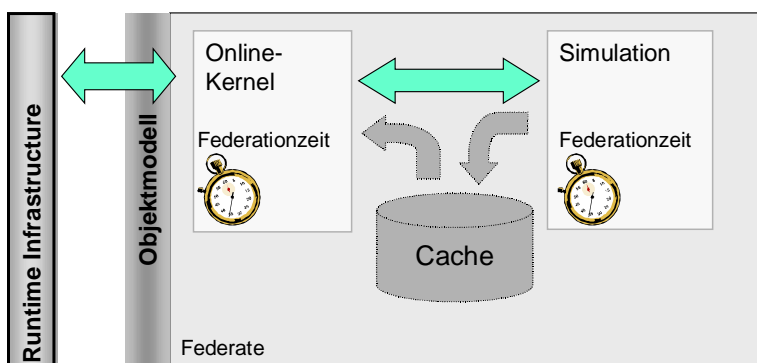 Runtime Infrastructure
Objektmodell
Online-
Kernel
Federationzeit
Simulation
Federationzeit
Cache
Federate